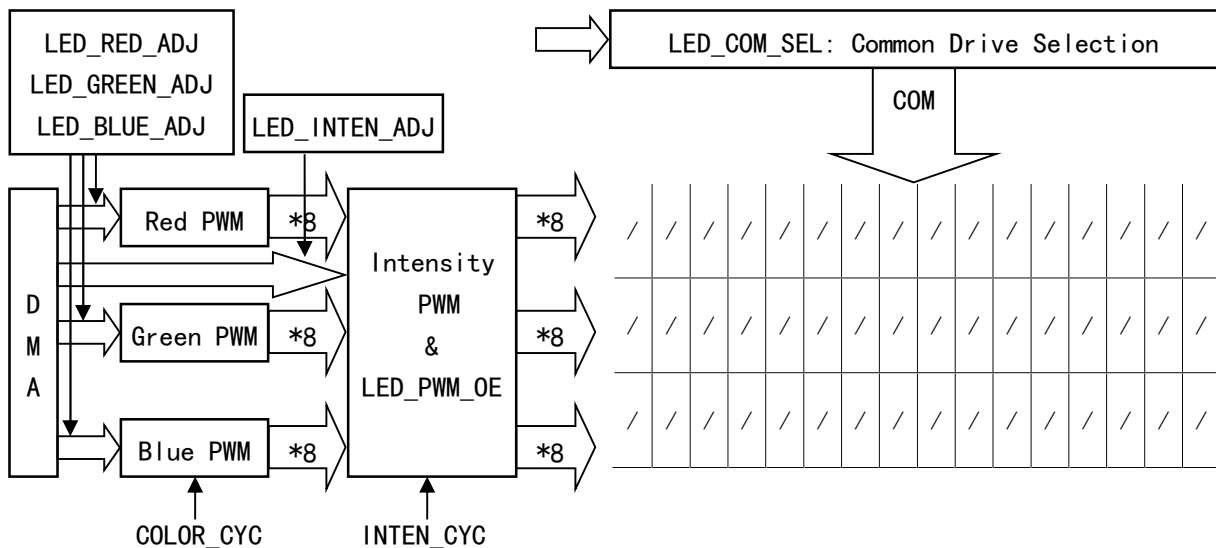 LED_RED_ADJ
LED_GREEN_ADJ
LED_BLUE_ADJ
LED_INTEN_ADJ
LED_COM_SEL: Common Drive Selection
COM
D
M
A
Red PWM
*8
Green PWM
*8
Blue PWM
*8
Intensity
PWM
&
LED_PWM_OE
*8
*8
*8
/ / / / / / / / / / / / / / / /
/ / / / / / / / / / / / / / / /
/ / / / / / / / / / / / / / / /
COLOR_CYC
INTEN_CYC